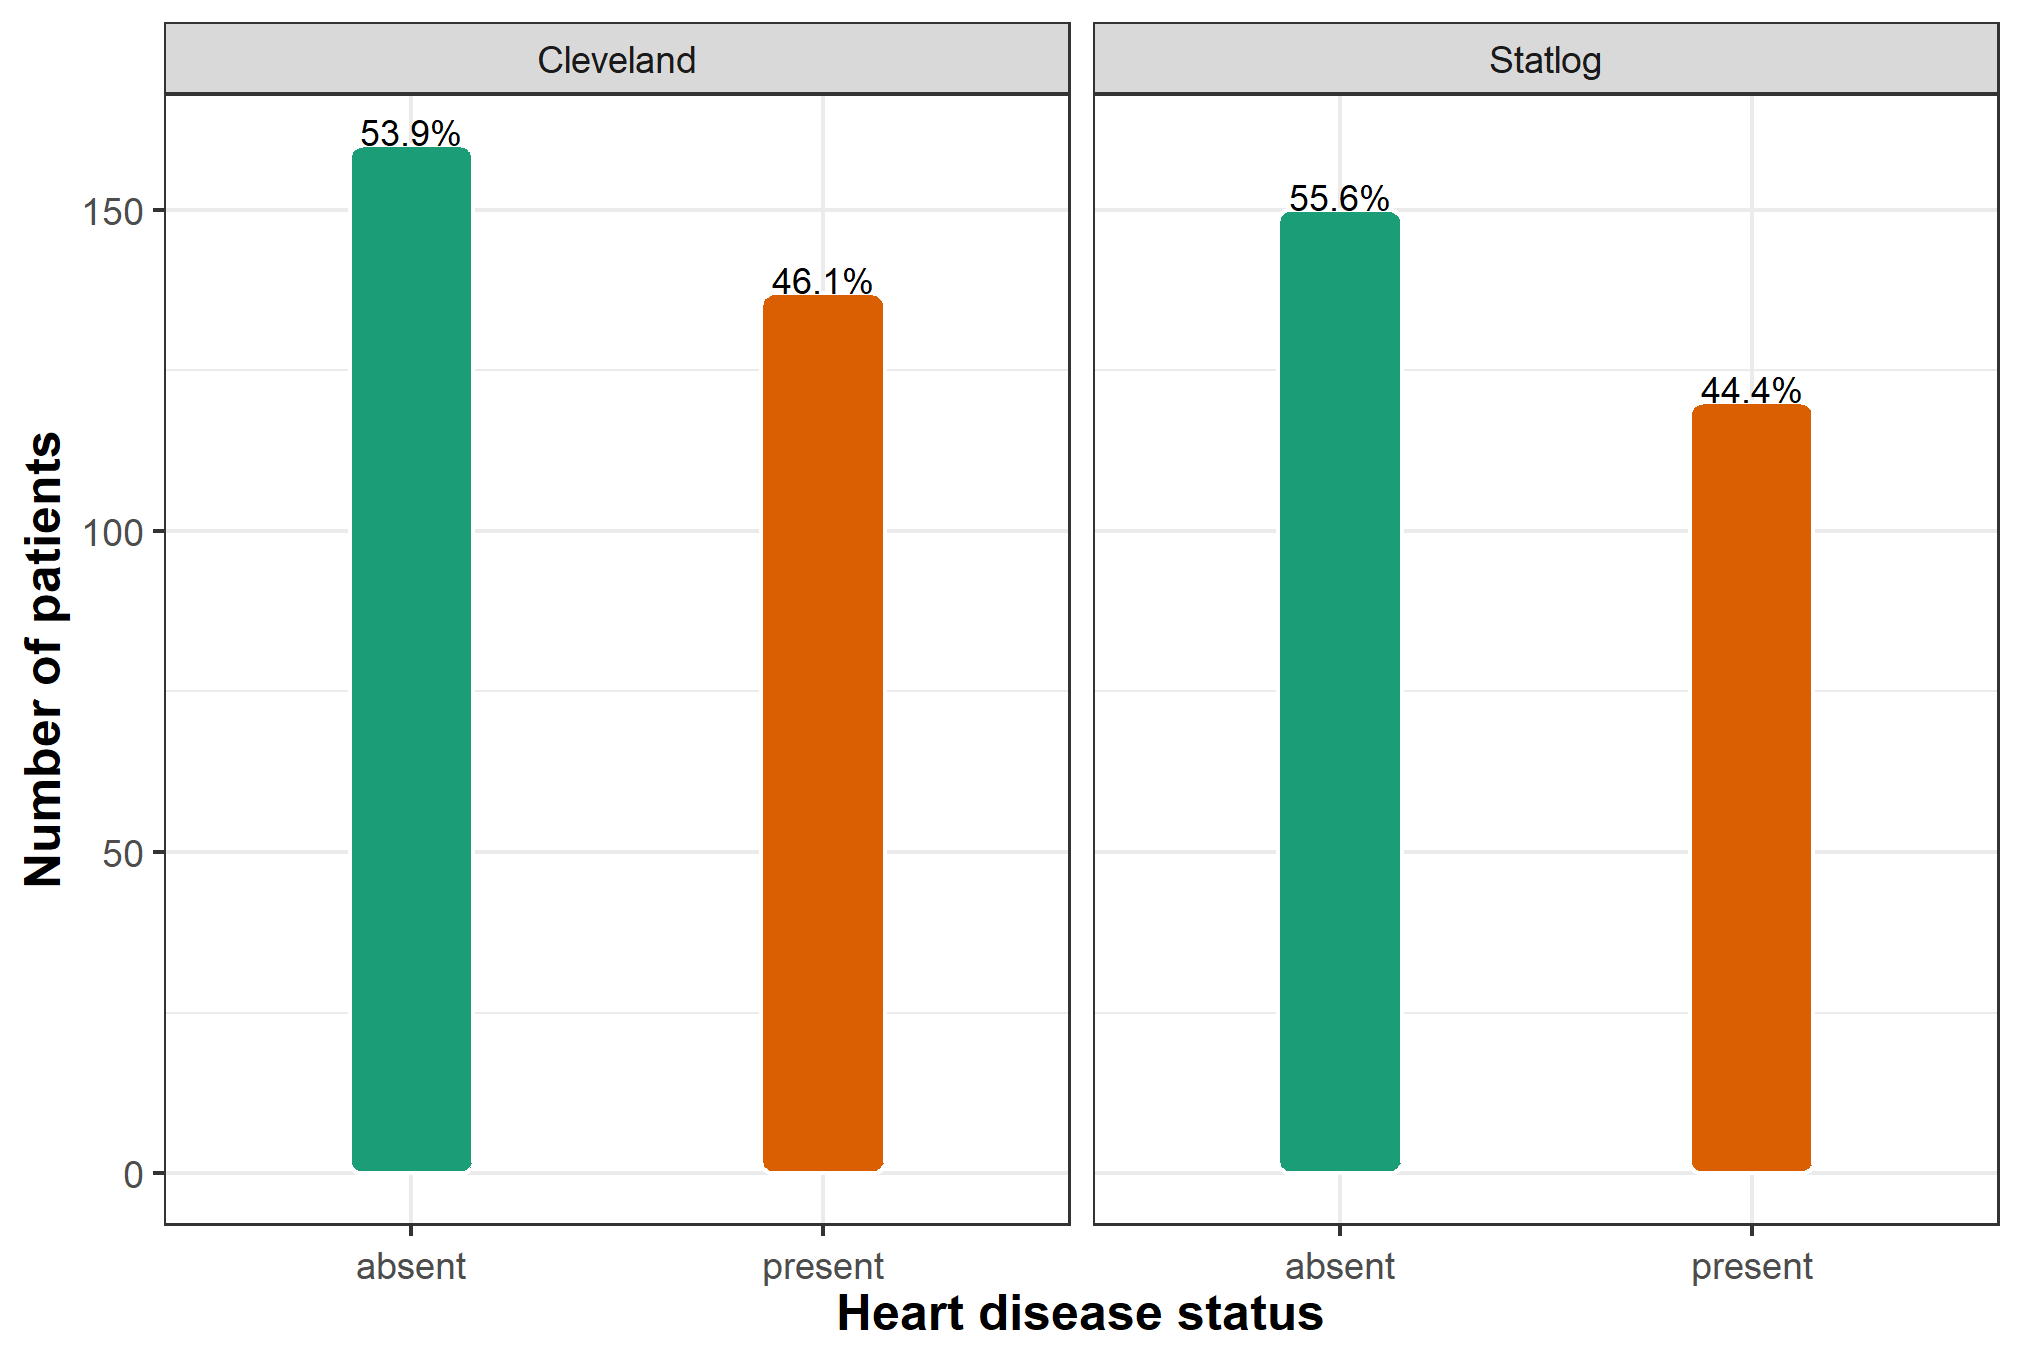 Cleveland
Statlog
53.9%
46.1%
55.6%
44.4%
150
100
50
0
Number of patients
absent
present
absent
present
Heart disease status